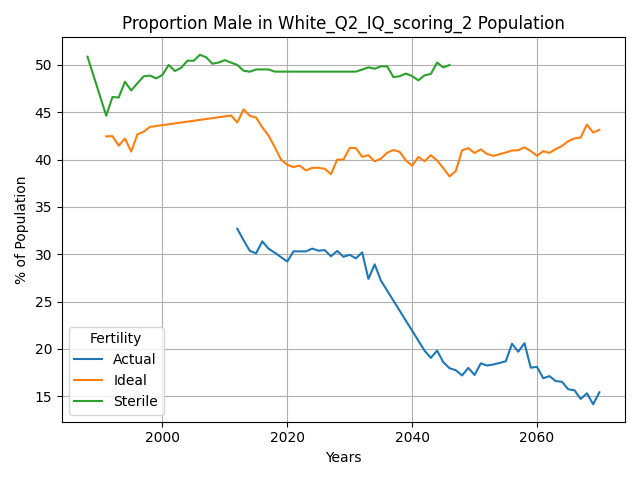 Proportion Male in White_Q2_IQ_scoring_2 Population
% of Population
50
45
40
35
30
25
20
15
Fertility
Actual
Ideal
Sterile
2000
2020
2040
2060
Years